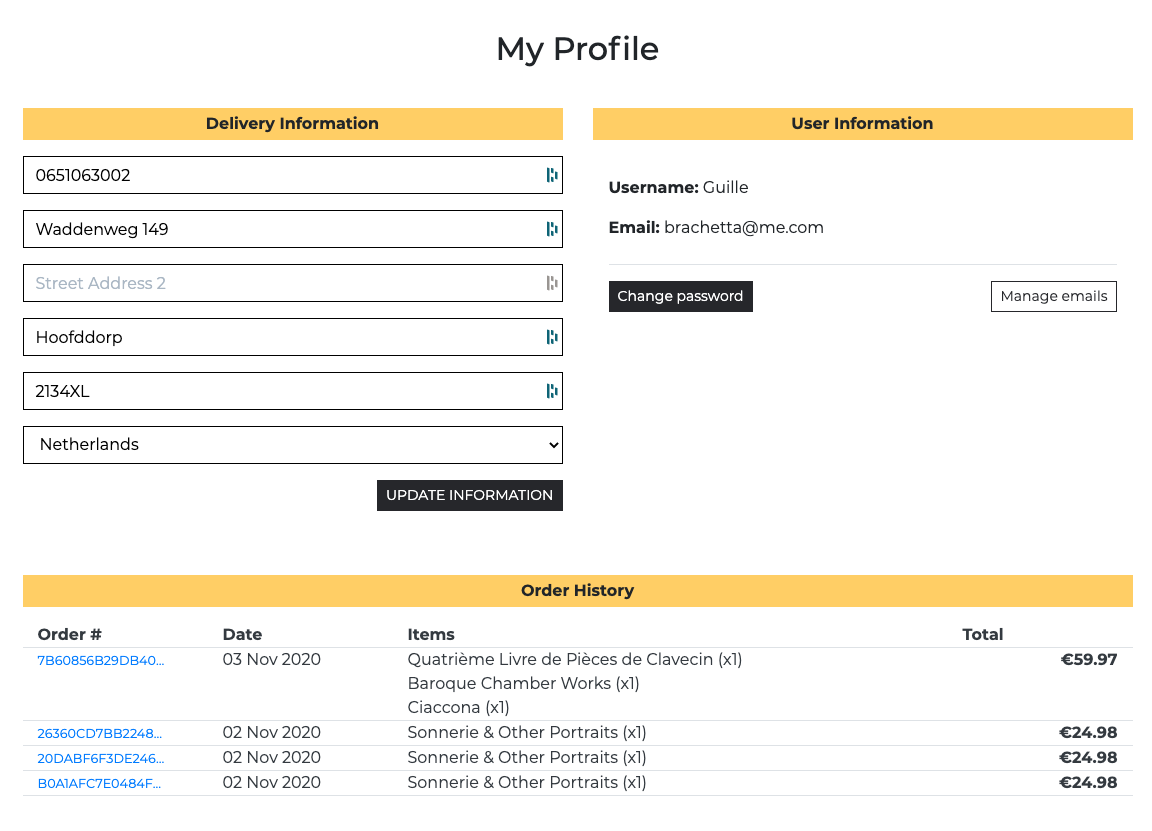 My Profile
Delivery Information
0651063002
Waddenweg 149
Street Address 2
Hoofddorp
2134XL
Netherlands
UPDATE INFORMATION
User Information
Username: Guille
Email: brachetta@me.com
Change password Manage emails
Order History
Order # Date Items Total
7B60856B29DB40... 03 Nov 2020 Quatrième Livre de Pièces de Clavecin (x1) €59.97
Baroque Chamber Works (x1)
Ciaccona (x1)
26360CD7BB2248... 02 Nov 2020 Sonnerie & Other Portraits (x1) €24.98
20DABF6F3DE246... 02 Nov 2020 Sonnerie & Other Portraits (x1) €24.98
B0A1AFC7E0484F... 02 Nov 2020 Sonnerie & Other Portraits (x1) €24.98